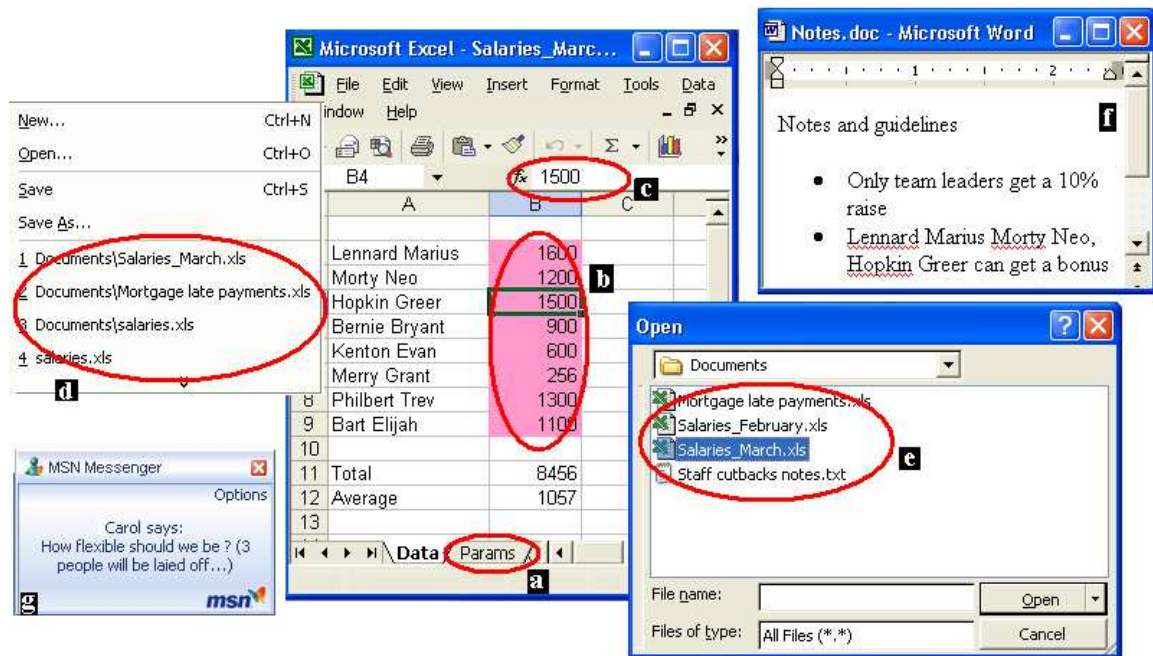 Microsoft Excel - Salaries_Marc...
File Edit View Insert Format Tools Data
indow Help
B4 fx 1500
c
A B C
Lennard Marius 1600
Morty Neo 1200
b
Hopkin Greer 1500
Bernie Bryant 900
Kenton Evan 600
Merry Grant 256
8 Philbert Trev 1300
9 Bart Elijah 1100
10
11 Total 8456
12 Average 1057
13
Data Params
a
New... Ctrl+N
Open... Ctrl+O
Save Ctrl+S
Save As...
1 Documents\Salaries_March.xls
2 Documents\Mortgage late payments.xls
3 Documents\salaries.xls
4 salaries.xls
d
MSN Messenger
Options
Carol says:
How flexible should we be ? (3
people will be laied off...)
g
msn
Notes.doc - Microsoft Word
1 2
f
Notes and guidelines
• Only team leaders get a 10%
raise
• Lennard Marius Morty Neo,
Hopkin Greer can get a bonus
Open
Documents
Mortgage late payments.xls
Salaries_February.xls
Salaries_March.xls
e
Staff cutbacks notes.txt
File name: Open
Files of type: All Files (*.*) Cancel